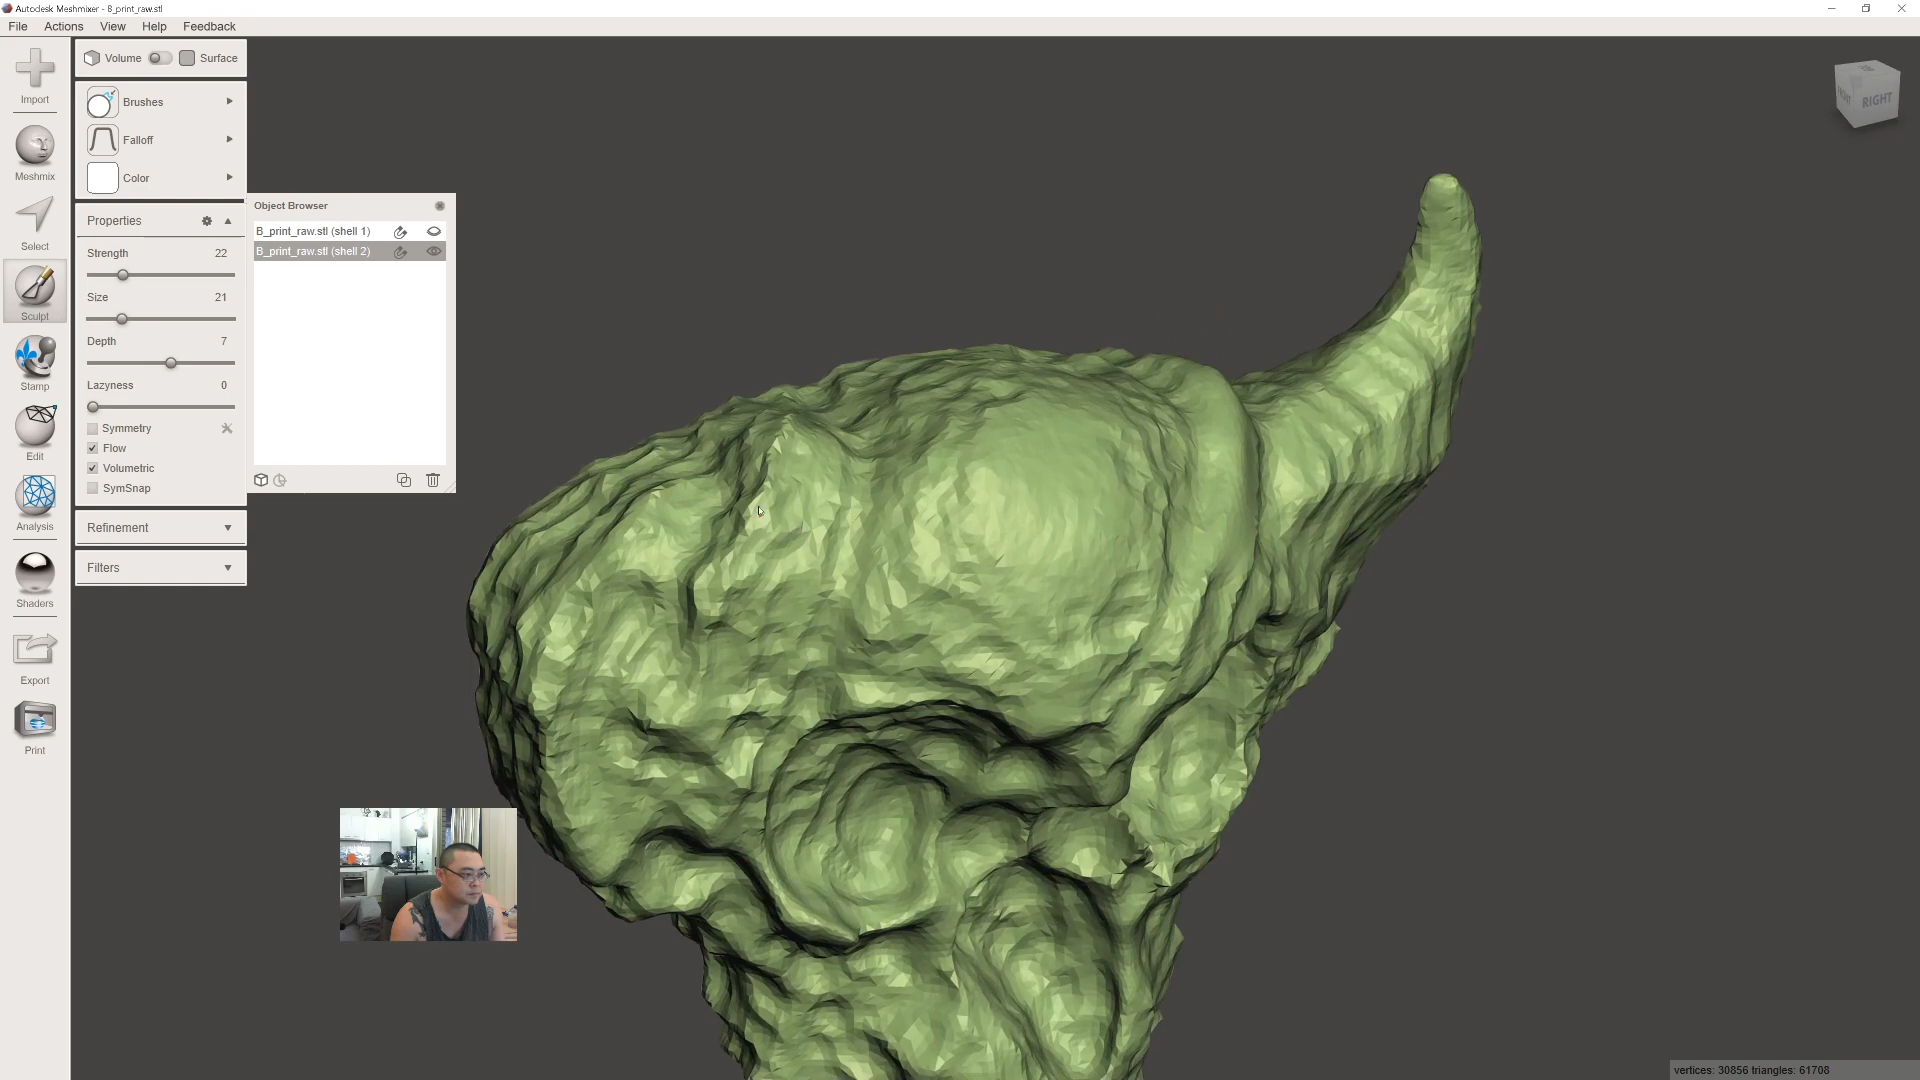 Autodesk Meshmixer - B_print_raw.stl
File Actions View Help Feedback
Import
Meshmix
Select
Sculpt
Stamp
Edit
Analysis
Shaders
Export
Print
Volume Surface
Brushes
Falloff
Color
Properties
Strength 22
Size 21
Depth 7
Lazyness 0
Symmetry
Flow
Volumetric
SymSnap
Refinement
Filters
Object Browser
B_print_raw.stl (shell 1)
B_print_raw.stl (shell 2)
RIGHT
vertices: 30856 triangles: 61708